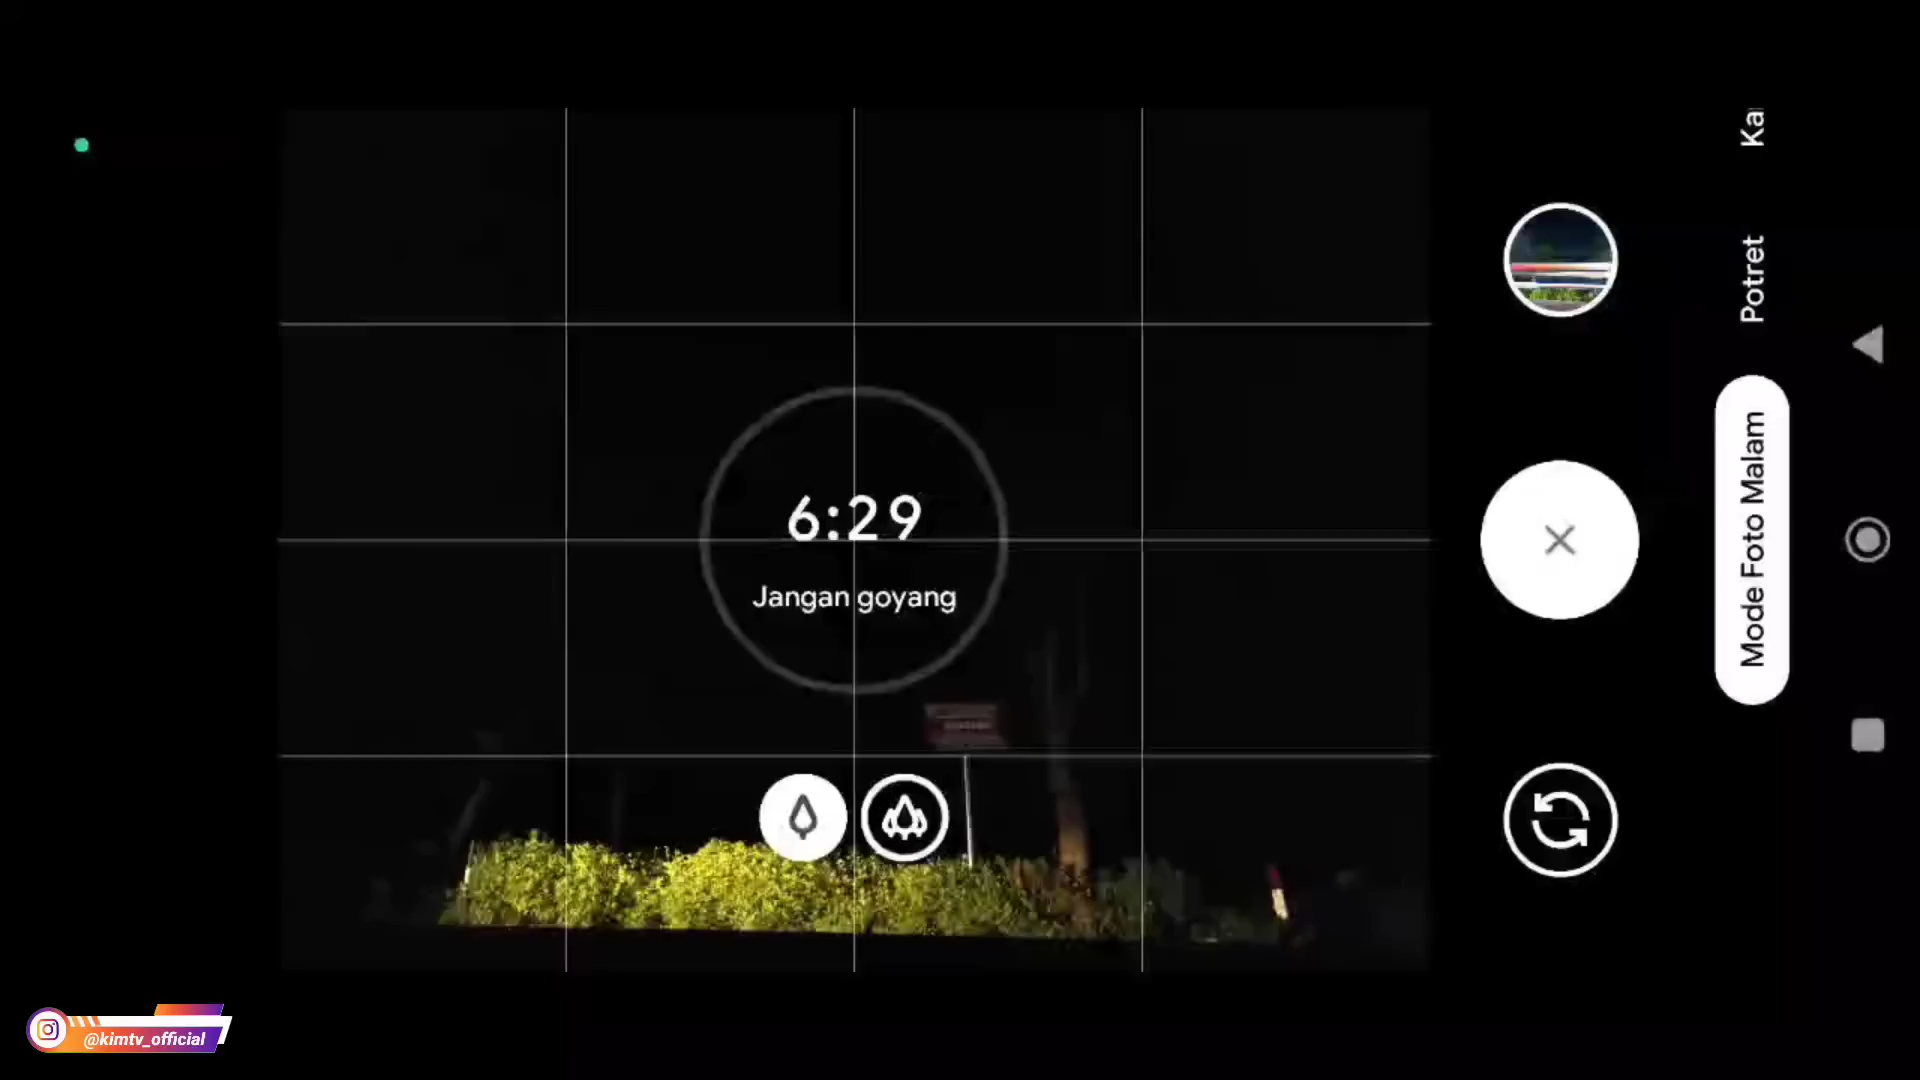 6:29
Jangan goyang
Ka
Potret
Mode Foto Malam
@kimtv_official